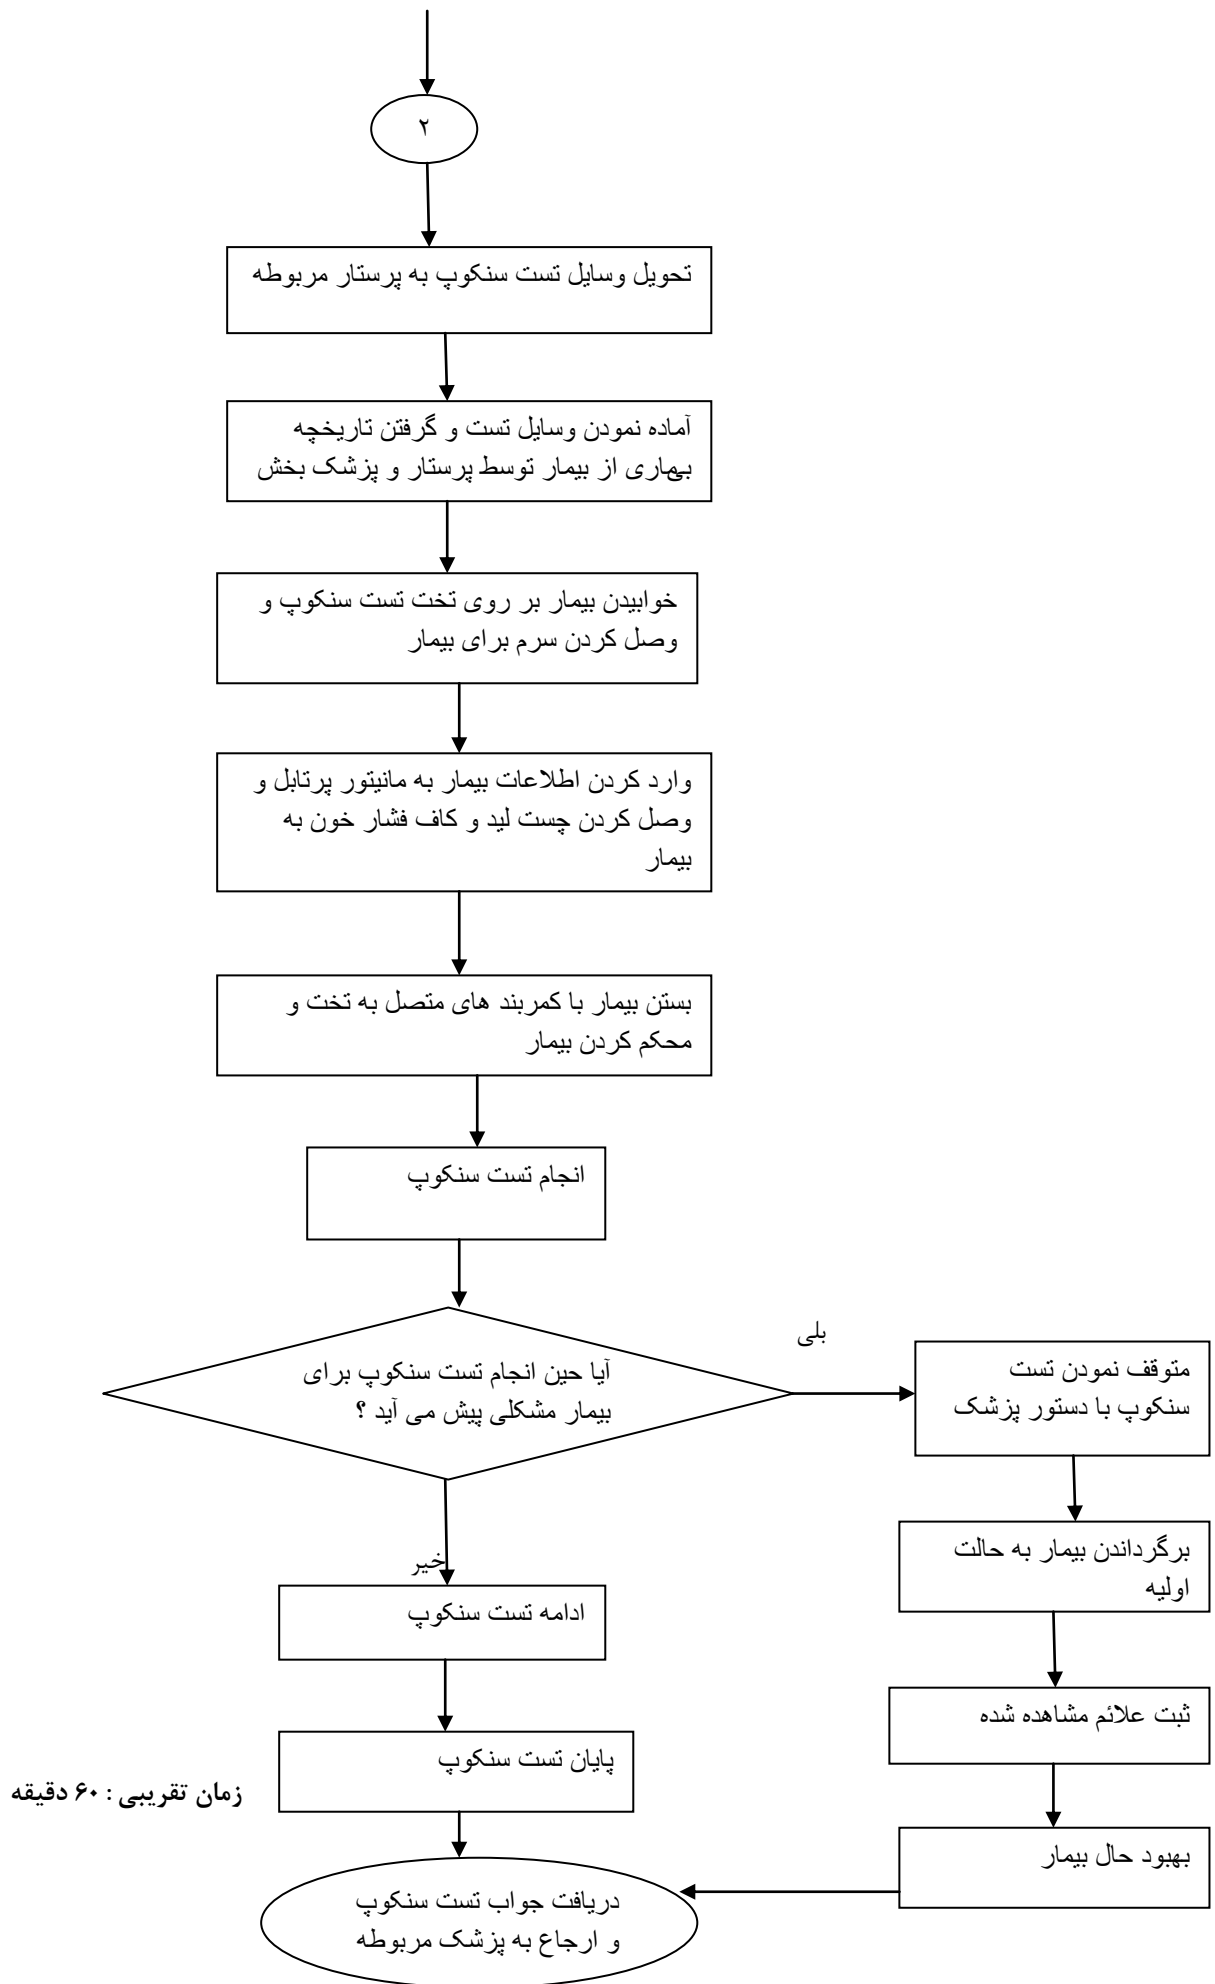 ۲
تحویل وسایل تست سنکوپ به پرستار مربوطه
آماده نمودن وسایل تست و گرفتن تاریخچه
بهاری از بیمار توسط پرستار و پزشک بخش
خوابیدن بیمار بر روی تخت تست سنکوپ و
وصل کردن سرم برای بیمار
وارد کردن اطلاعات بیمار به مانیتور پرتابل و
وصل کردن چست لید و کاف فشار خون به
بیمار
بستن بیمار با کمربند های متصل به تخت و
محکم کردن بیمار
انجام تست سنکوپ
آیا حین انجام تست سنکوپ برای
بیمار مشکلی پیش می آید ؟
بلی
متوقف نمودن تست
سنکوپ با دستور پزشک
برگرداندن بیمار به حالت
اولیه
خیر
ادامه تست سنکوپ
ثبت علائم مشاهده شده
پایان تست سنکوپ
زمان تقریبی : ۶۰ دقیقه
بهبود حال بیمار
دریافت جواب تست سنکوپ
و ارجاع به پزشک مربوطه